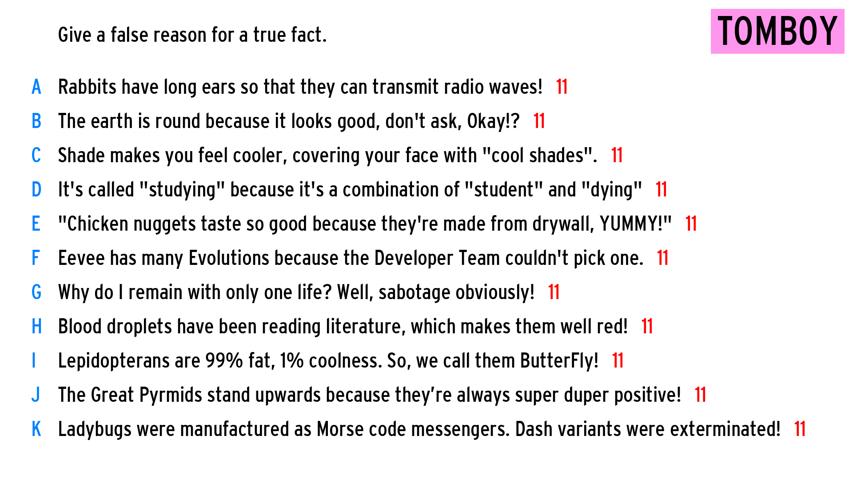 Give a false reason for a true fact.
TOMBOY
A Rabbits have long ears so that they can transmit radio waves! 11
B The earth is round because it looks good, don't ask, Okay!? 11
C Shade makes you feel cooler, covering your face with "cool shades". 11
D It's called "studying" because it's a combination of "student" and "dying" 11
E "Chicken nuggets taste so good because they're made from drywall, YUMMY!" 11
F Eevee has many Evolutions because the Developer Team couldn't pick one. 11
G Why do I remain with only one life? Well, sabotage obviously! 11
H Blood droplets have been reading literature, which makes them well red! 11
I Lepidopterans are 99% fat, 1% coolness. So, we call them ButterFly! 11
J The Great Pyrmids stand upwards because they’re always super duper positive! 11
K Ladybugs were manufactured as Morse code messengers. Dash variants were exterminated! 11